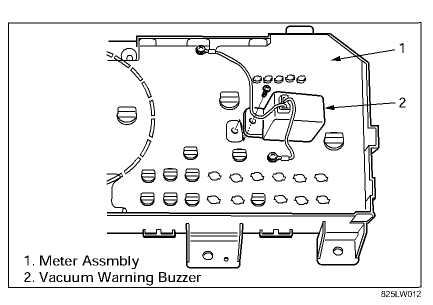 1
2
1. Meter Assmbly
2. Vacuum Warning Buzzer
825LW012